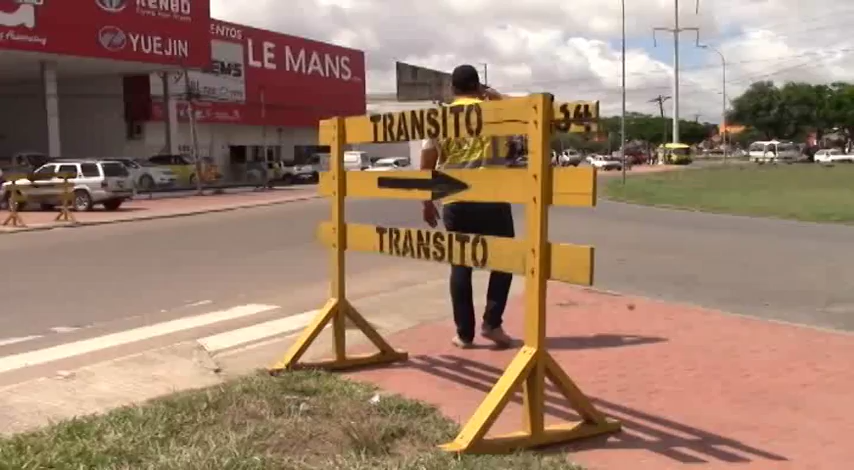 KENBO
YUEJIN
LE MANS
TRANSITO
TRANSITO